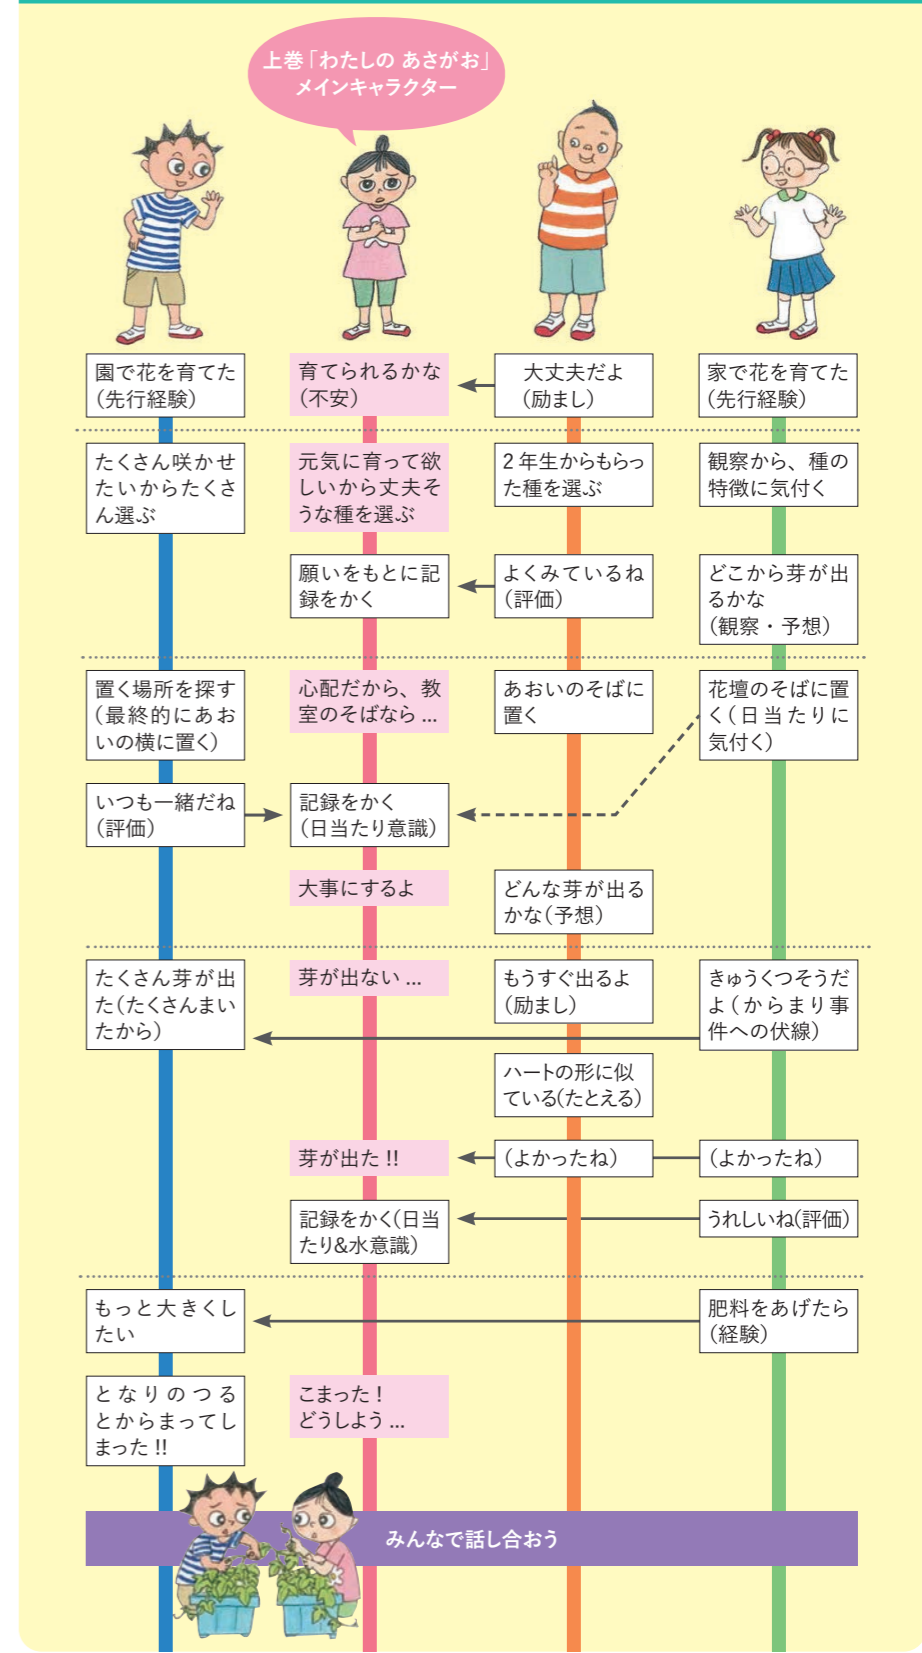 上巻「わたしの あさがお」
メインキャラクター
園で花を育てた
(先行経験)
育てられるかな
(不安)
大丈夫だよ
(励まし)
家で花を育てた
(先行経験)
たくさん咲かせ
たいからたくさ
ん選ぶ
元気に育って欲
しいから丈夫そ
うな種を選ぶ
2年生からもらっ
た種を選ぶ
観察から、種の
特徴に気付く
願いをもとに記
録をかく
よくみているね
(評価)
どこから芽が出
るかな
(観察・予想)
置く場所を探す
(最終的にあお
いの横に置く)
心配だから、教
室のそばなら…
あおいのそばに
置く
花壇のそばに置
く(日当たりに
気付く)
いつも一緒だね
(評価)
記録をかく
(日当たり意識)
大事にするよ
どんな芽が出る
かな(予想)
たくさん芽が出
た(たくさんまい
たから)
芽が出ない…
もうすぐ出るよ
(励まし)
きゅうくつそうだ
よ(からまり事
件への伏線)
ハートの形に似
ている(たとえる)
芽が出た!!
(よかったね)
(よかったね)
記録をかく(日当
たり&水意識)
うれしいね(評価)
もっと大きくし
たい
肥料をあげたら
(経験)
となりのつる
とからまってし
まった!!
こまった!
どうしよう…
みんなで話し合おう